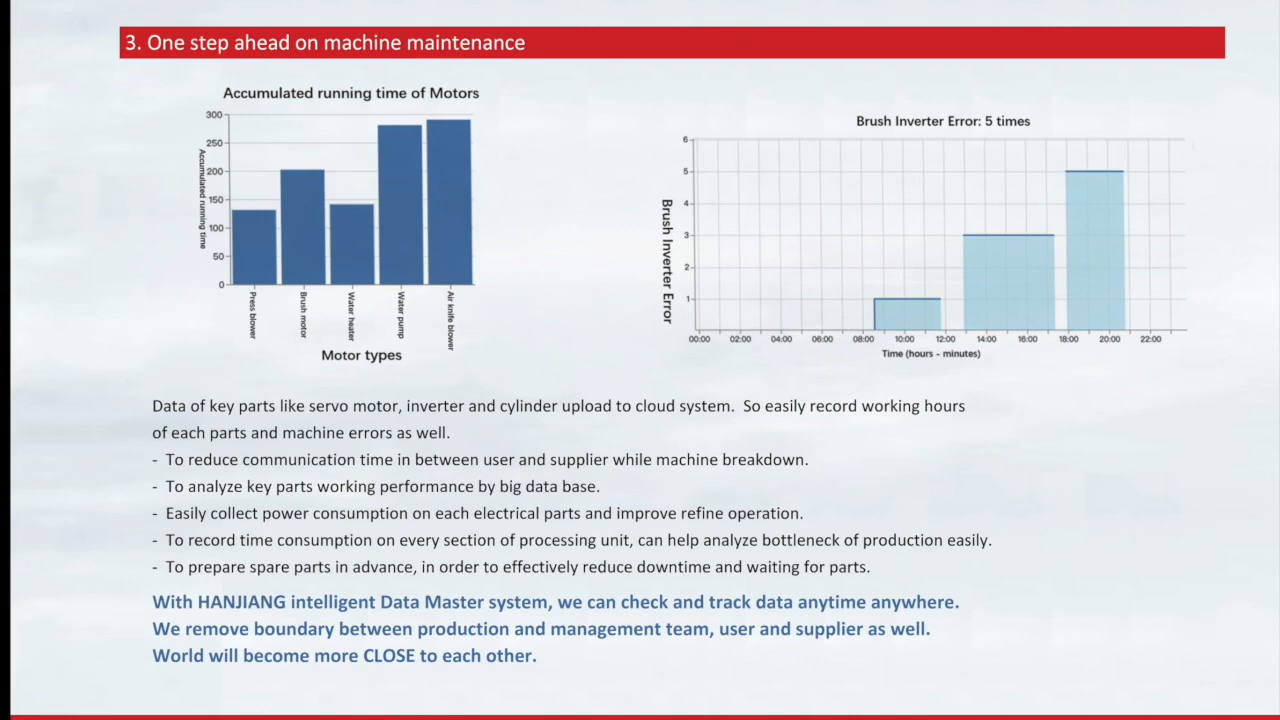 3. One step ahead on machine maintenance
Accumulated running time of Motors
300
250
200
150
100
50
0
Accumulated running time
Press blower
Brush motor
Water heater
Water pump
Air knife blower
Motor types
Brush Inverter Error: 5 times
6
5
4
3
2
1
Brush Inverter Error
00:00 02:00 04:00 06:00 08:00 10:00 12:00 14:00 16:00 18:00 20:00 22:00
Time (hours - minutes)
Data of key parts like servo motor, inverter and cylinder upload to cloud system. So easily record working hours
of each parts and machine errors as well.
- To reduce communication time in between user and supplier while machine breakdown.
- To analyze key parts working performance by big data base.
- Easily collect power consumption on each electrical parts and improve refine operation.
- To record time consumption on every section of processing unit, can help analyze bottleneck of production easily.
- To prepare spare parts in advance, in order to effectively reduce downtime and waiting for parts.
With HANJIANG intelligent Data Master system, we can check and track data anytime anywhere.
We remove boundary between production and management team, user and supplier as well.
World will become more CLOSE to each other.